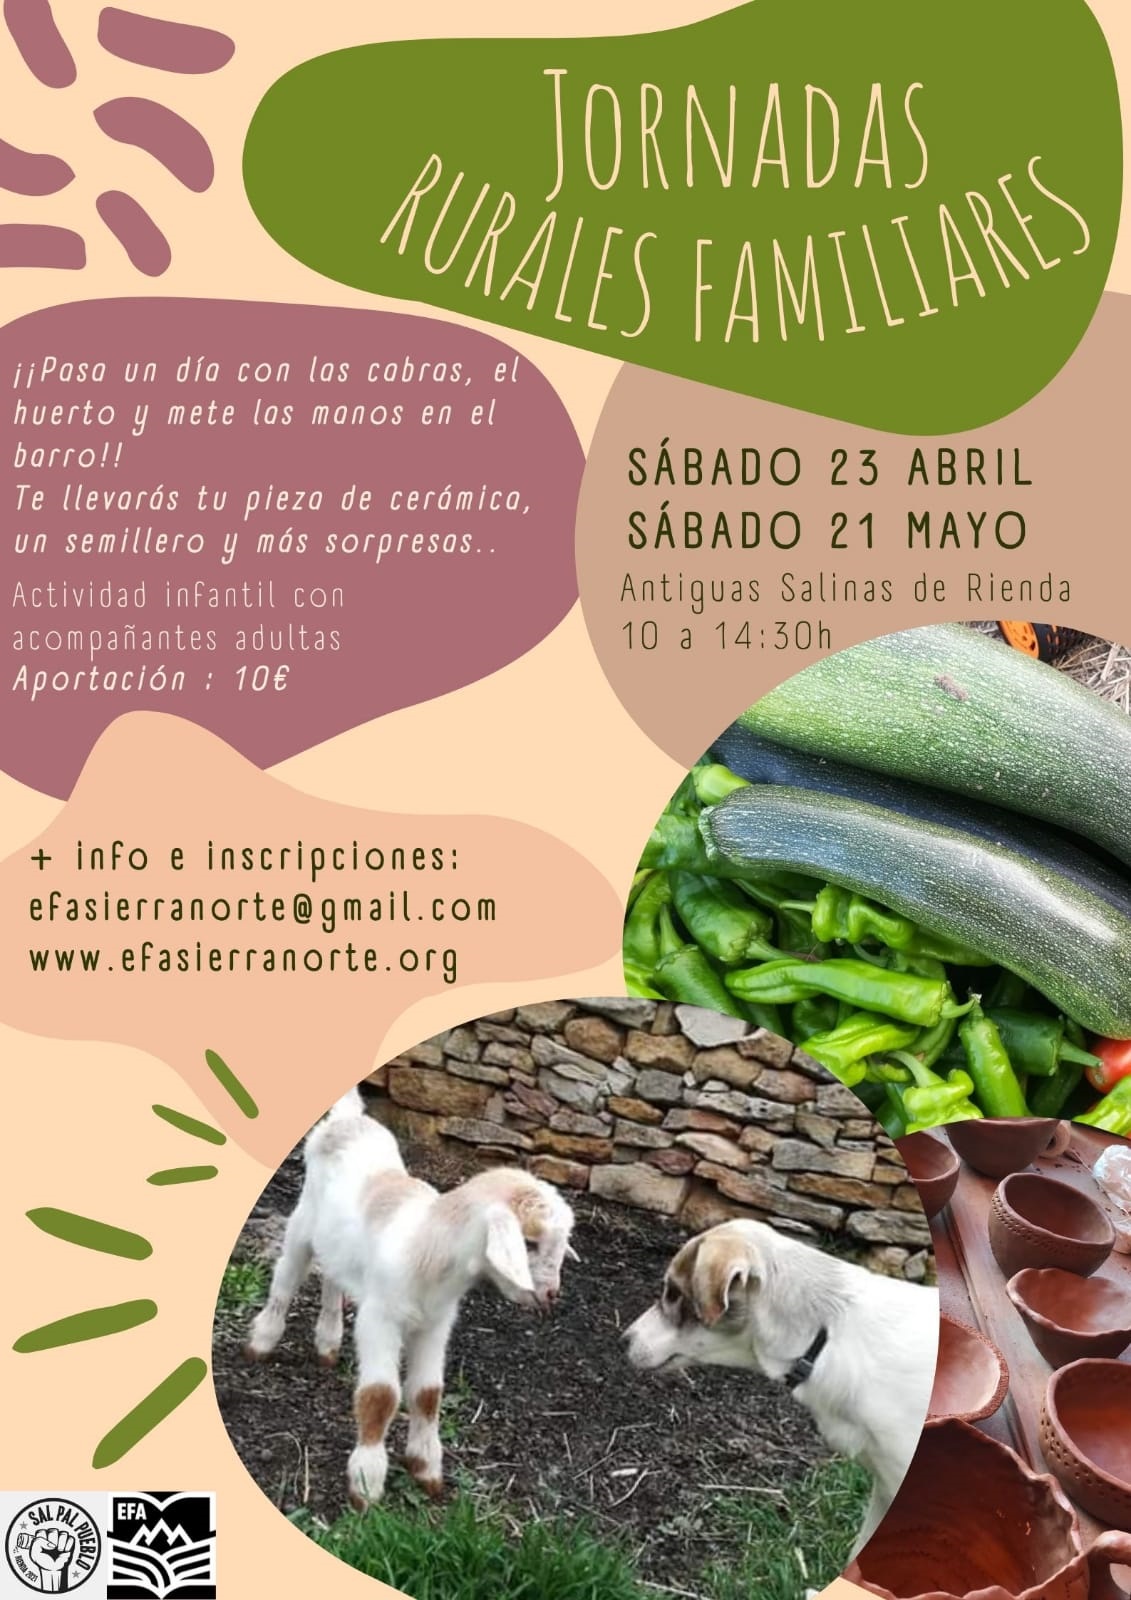 JORNADAS
RURALES FAMILIARES
¡¡Pasa un día con las cabras, el
huerto y mete las manos en el
barro!!
Te llevarás tu pieza de cerámica,
un semillero y más sorpresas..
Actividad infantil con
acompañantes adultas
Aportación : 10€
SÁBADO 23 ABRIL
SÁBADO 21 MAYO
Antiguas Salinas de Rienda
10 a 14:30h
+ info e inscripciones:
efasierranorte@gmail.com
www.efasierranorte.org
SAL PAL PUEBLO
RIENDA 2021
EFA